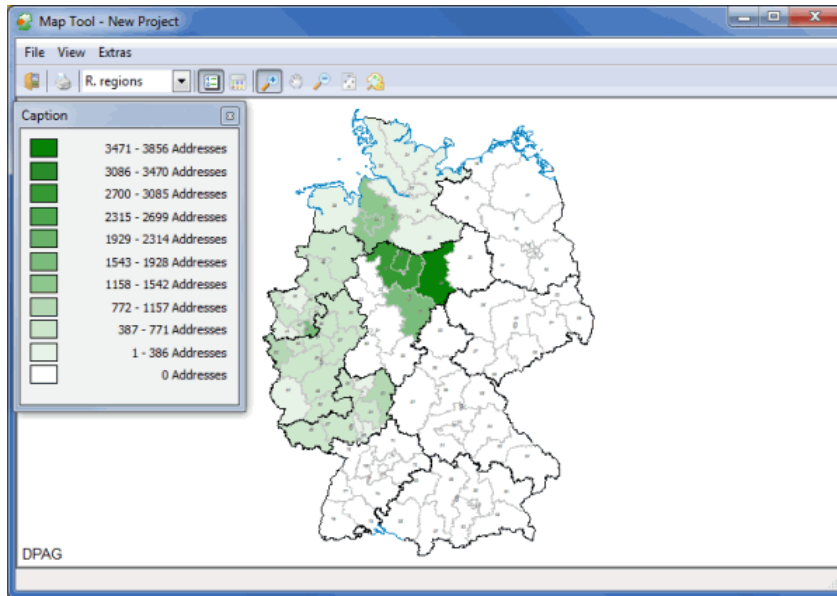 Map Tool - New Project
File View Extras
R. regions
Caption
3471 - 3856 Addresses
3086 - 3470 Addresses
2700 - 3085 Addresses
2315 - 2699 Addresses
1929 - 2314 Addresses
1543 - 1928 Addresses
1158 - 1542 Addresses
772 - 1157 Addresses
387 - 771 Addresses
1 - 386 Addresses
0 Addresses
DPAG